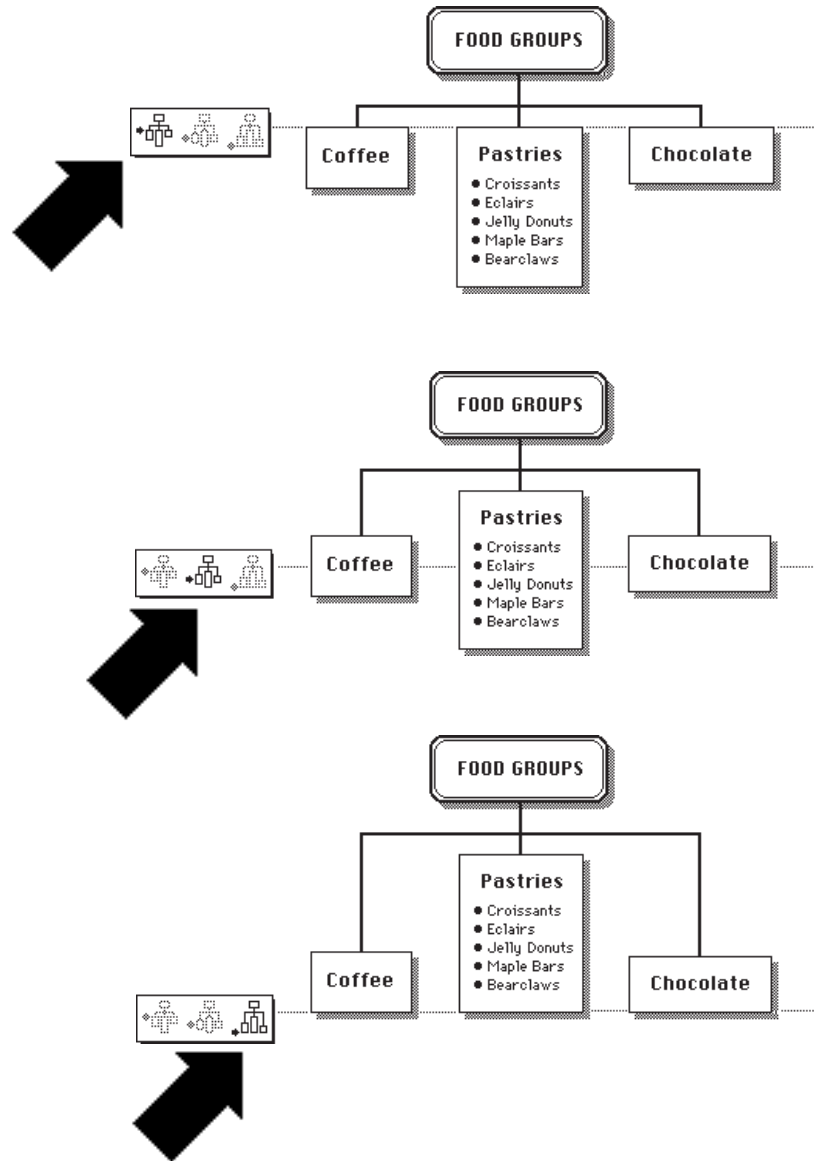 FOOD GROUPS
Coffee
Pastries
Chocolate
● Croissants
● Eclairs
● Jelly Donuts
● Maple Bars
● Bearclaws
FOOD GROUPS
Pastries
● Croissants
● Eclairs
● Jelly Donuts
● Maple Bars
● Bearclaws
Coffee
Chocolate
FOOD GROUPS
Pastries
● Croissants
● Eclairs
● Jelly Donuts
● Maple Bars
● Bearclaws
Coffee
Chocolate